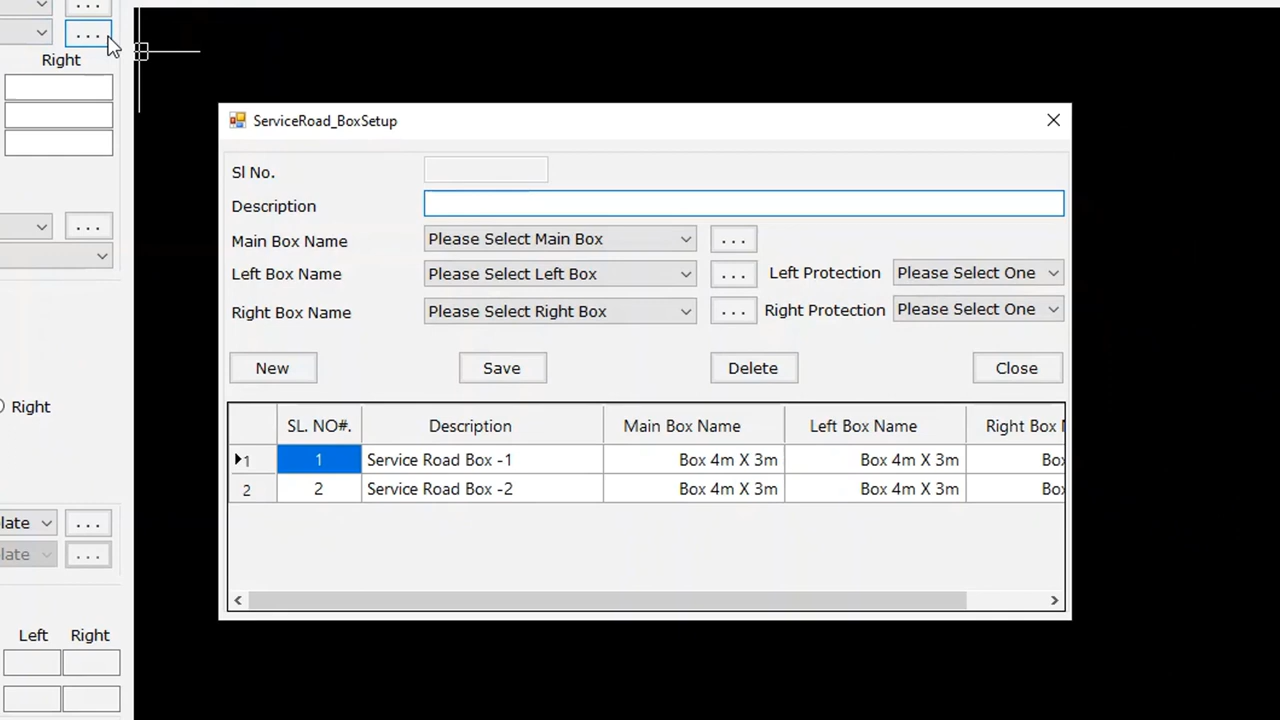 ...
...
Right
ServiceRoad_BoxSetup
Sl No.
Description
Main Box Name Please Select Main Box ...
Left Box Name Please Select Left Box ... Left Protection Please Select One
Right Box Name Please Select Right Box ... Right Protection Please Select One
...
New Save Delete Close
Right
SL. NO#. Description Main Box Name Left Box Name Right Box
1 1 Service Road Box -1 Box 4m X 3m Box 4m X 3m Box
2 2 Service Road Box -2 Box 4m X 3m Box 4m X 3m Box
late ...
late ...
Left Right